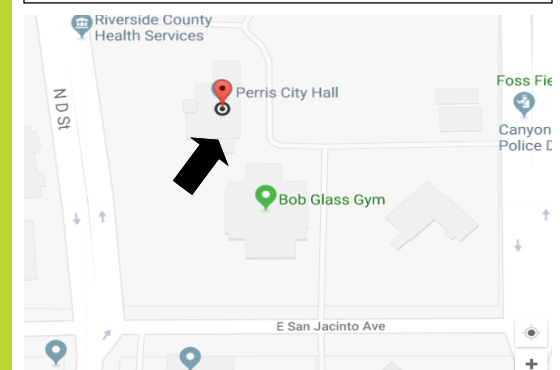 Riverside County
Health Services
N D St
Perris City Hall
Foss Fie
Canyon
Police D
Bob Glass Gym
E San Jacinto Ave
+